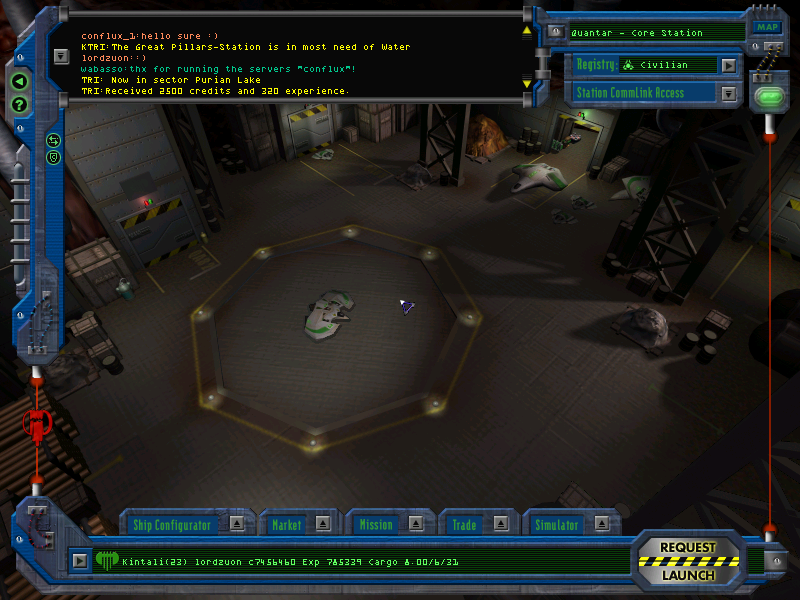 conflux_1:hello sure :)
KTRI:The Great Pillars-Station is in most need of Water
lordzuon::)
wabasso:thx for running the servers "conflux"!
TRI: Now in sector Purian Lake
TRI:Received 2500 credits and 320 experience.
Quantar - Core Station
MAP
Registry: Civilian
Station CommLink Access
?
Ship Configurator
Market
Mission
Trade
Simulator
Kintali(23) lordzuon c7456460 Exp 785339 Cargo 8.00/6/31
REQUEST
LAUNCH